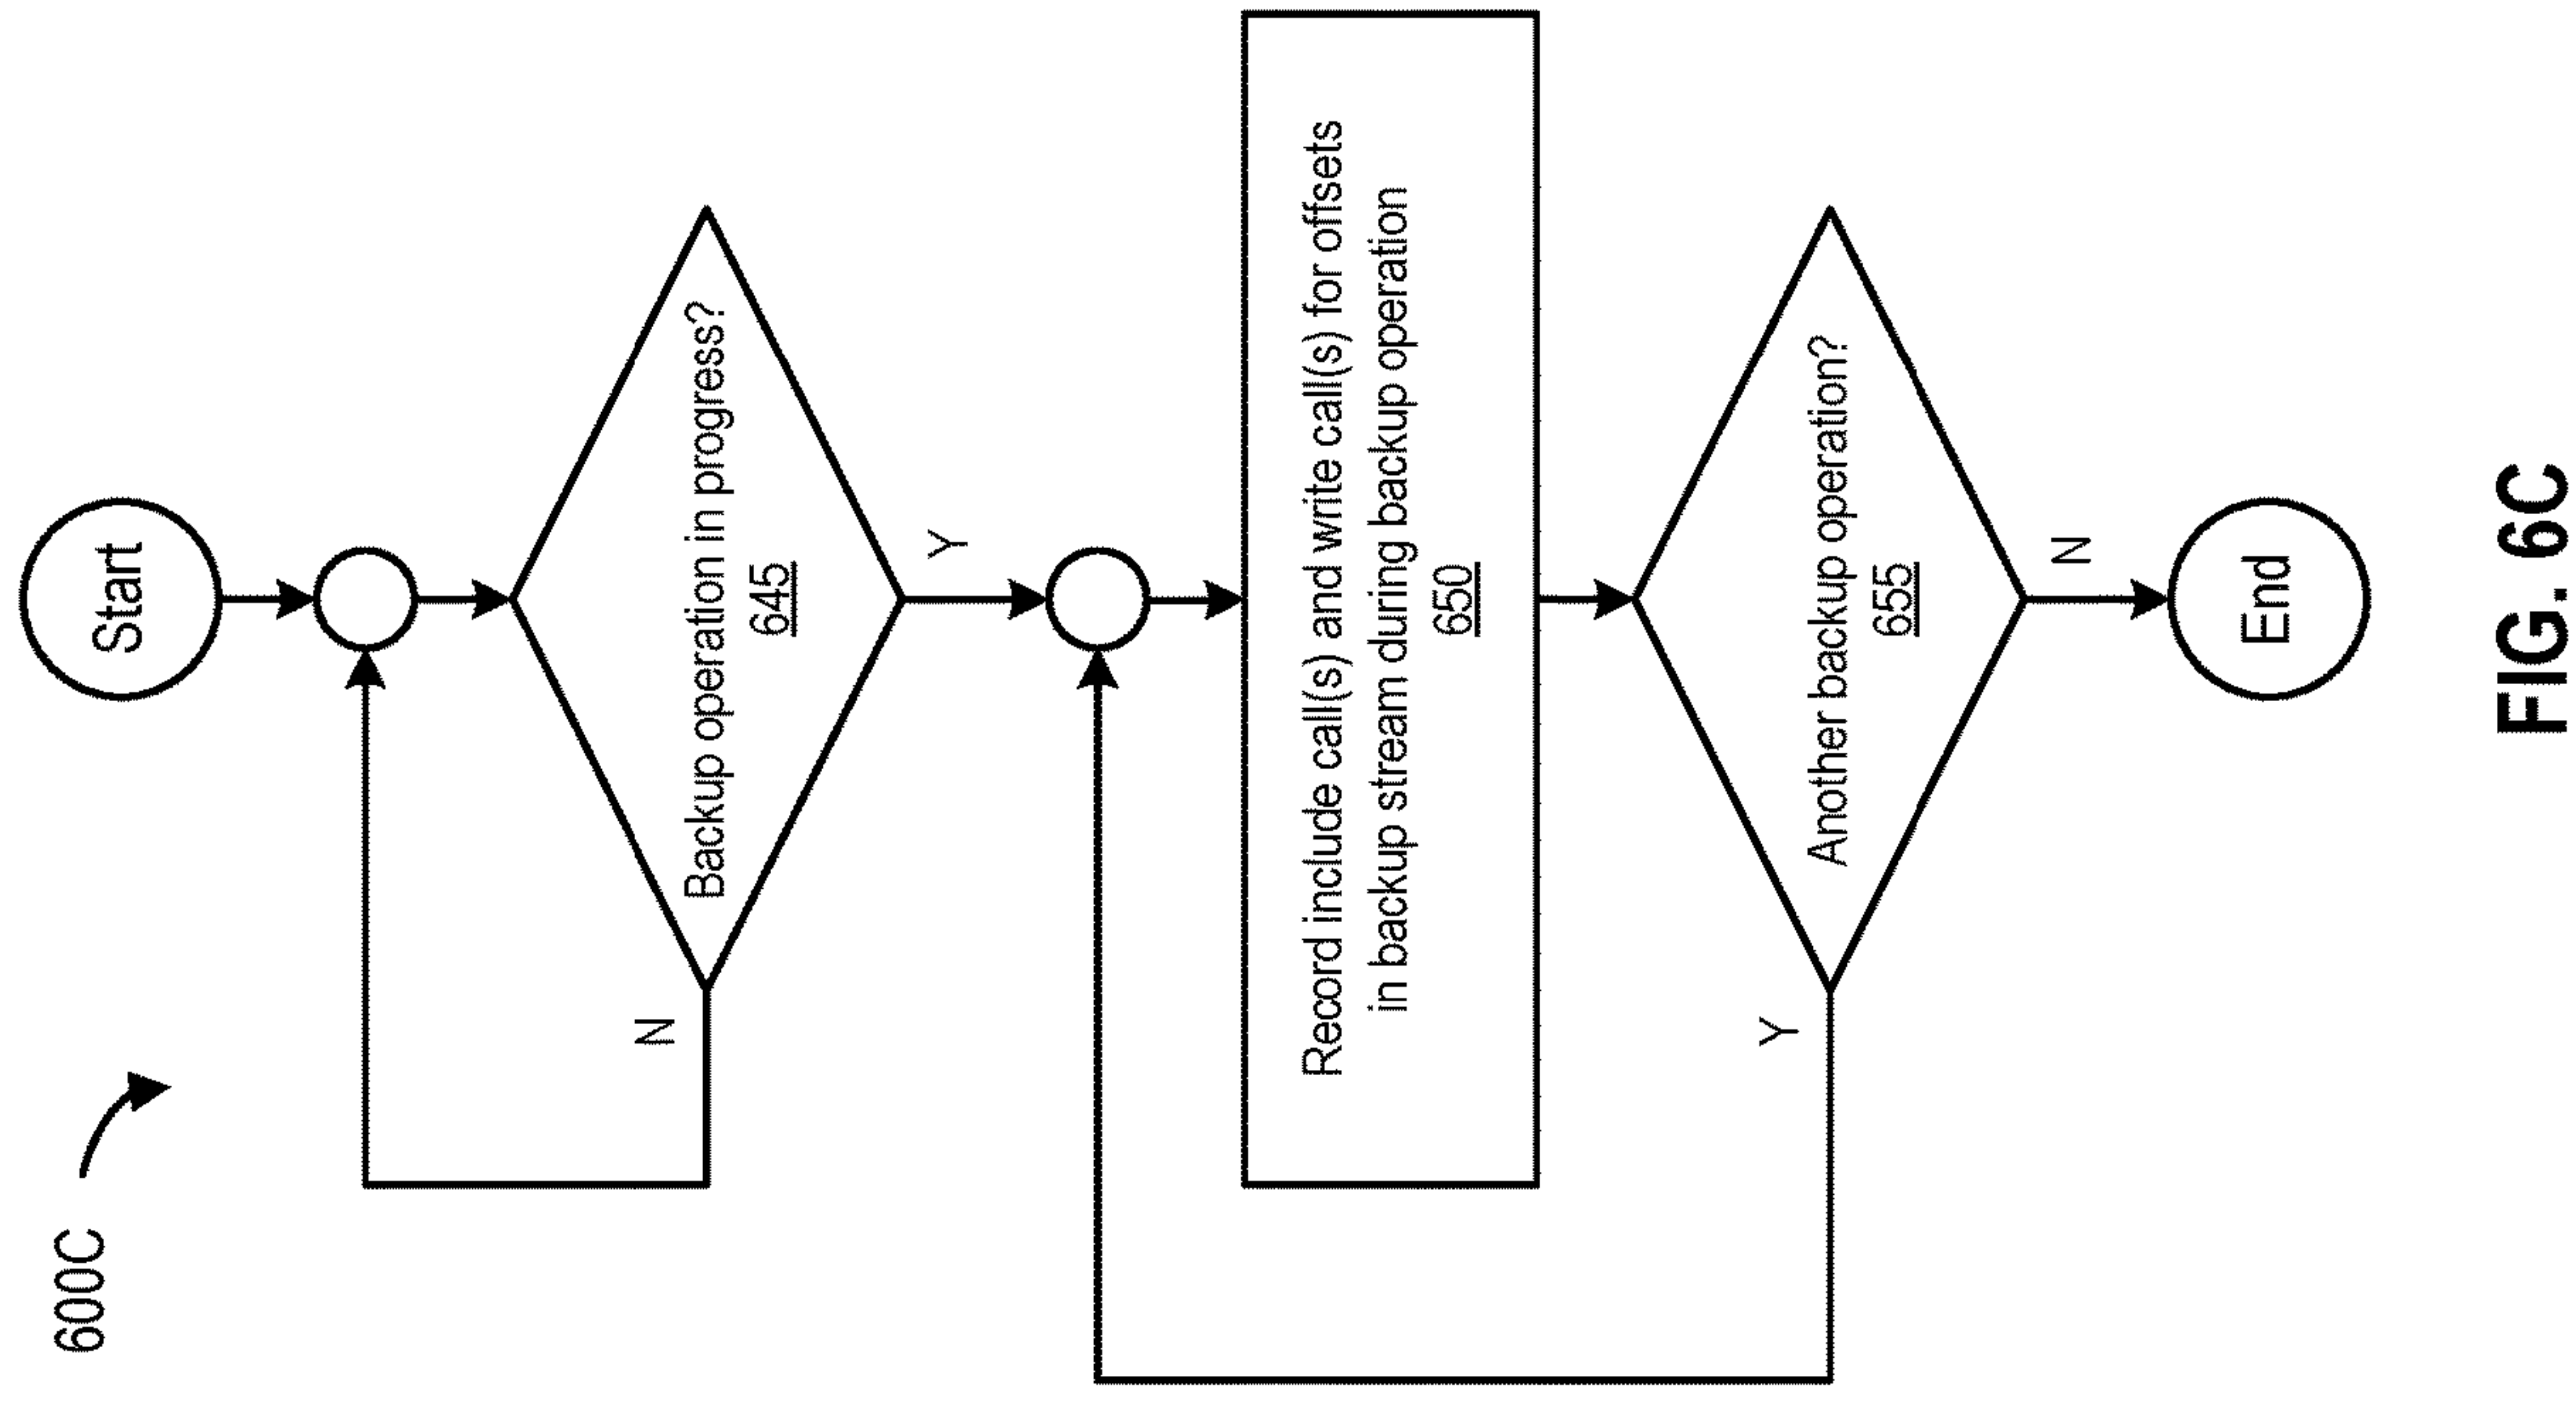 600C
Start
Backup operation in progress?
645
N
Y
Record include call(s) and write call(s) for offsets
in backup stream during backup operation
650
Another backup operation?
655
Y
N
End
FIG. 6C